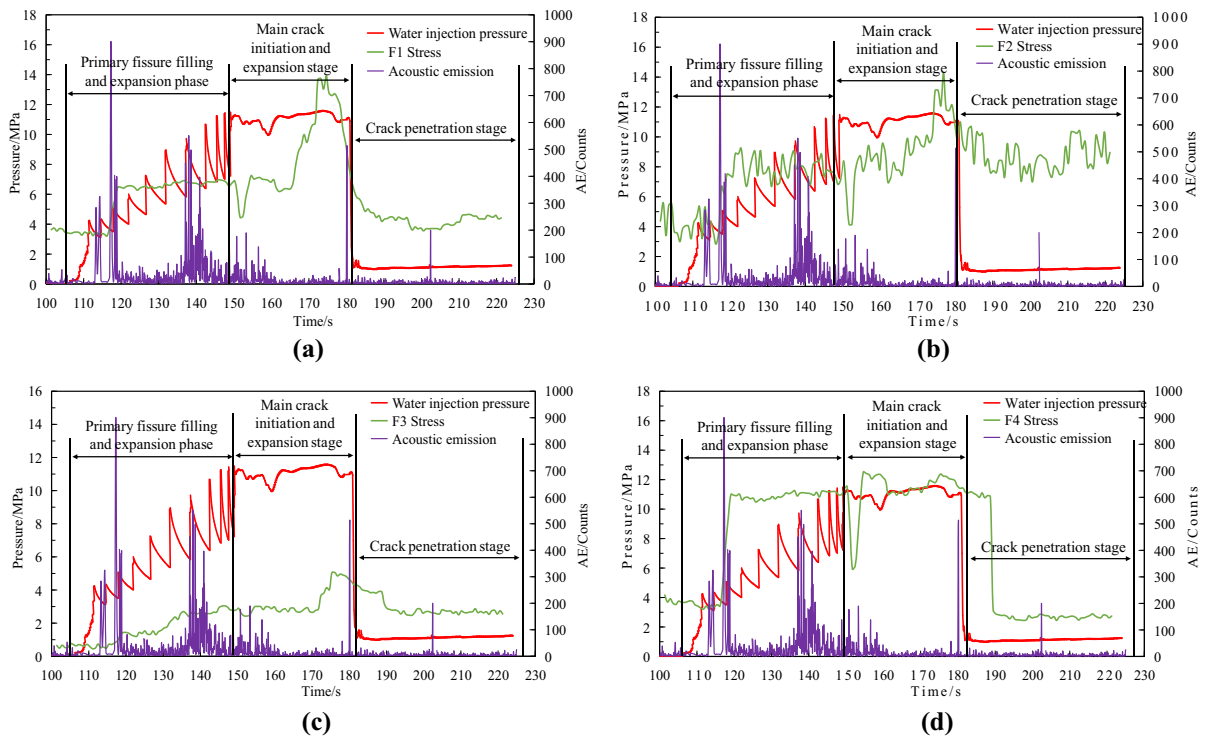 18
16
14
12
10
8
6
4
2
0
Pressure/MPa
1000
900
800
700
600
500
400
300
200
100
0
AE/Counts
Main crack
initiation and
expansion stage
Water injection pressure
F1 Stress
Acoustic emission
Primary fissure filling
and expansion phase
Crack penetration stage
100 110 120 130 140 150 160 170 180 190 200 210 220 230
Time/s
(a)
18
16
14
12
10
8
6
4
2
0
Pressure/MPa
1000
900
800
700
600
500
400
300
200
100
0
AE/Counts
Main crack
initiation and
expansion stage
Water injection pressure
F2 Stress
Acoustic emission
Primary fissure filling
and expansion phase
Crack penetration stage
100 110 120 130 140 150 160 170 180 190 200 210 220 230
Time/s
(b)
16
14
12
10
8
6
4
2
0
Pressure/MPa
1000
900
800
700
600
500
400
300
200
100
0
AE/Counts
Main crack
initiation and
expansion stage
Water injection pressure
F3 Stress
Acoustic emission
Primary fissure filling
and expansion phase
Crack penetration stage
100 110 120 130 140 150 160 170 180 190 200 210 220 230
Time/s
(c)
18
16
14
12
10
8
6
4
2
0
Pressure/MPa
1000
900
800
700
600
500
400
300
200
100
0
AE/Counts
Main crack
initiation and
expansion stage
Water injection pressure
F4 Stress
Acoustic emission
Primary fissure filling
and expansion phase
Crack penetration stage
100 110 120 130 140 150 160 170 180 190 200 210 221 230
Time/s
(d)